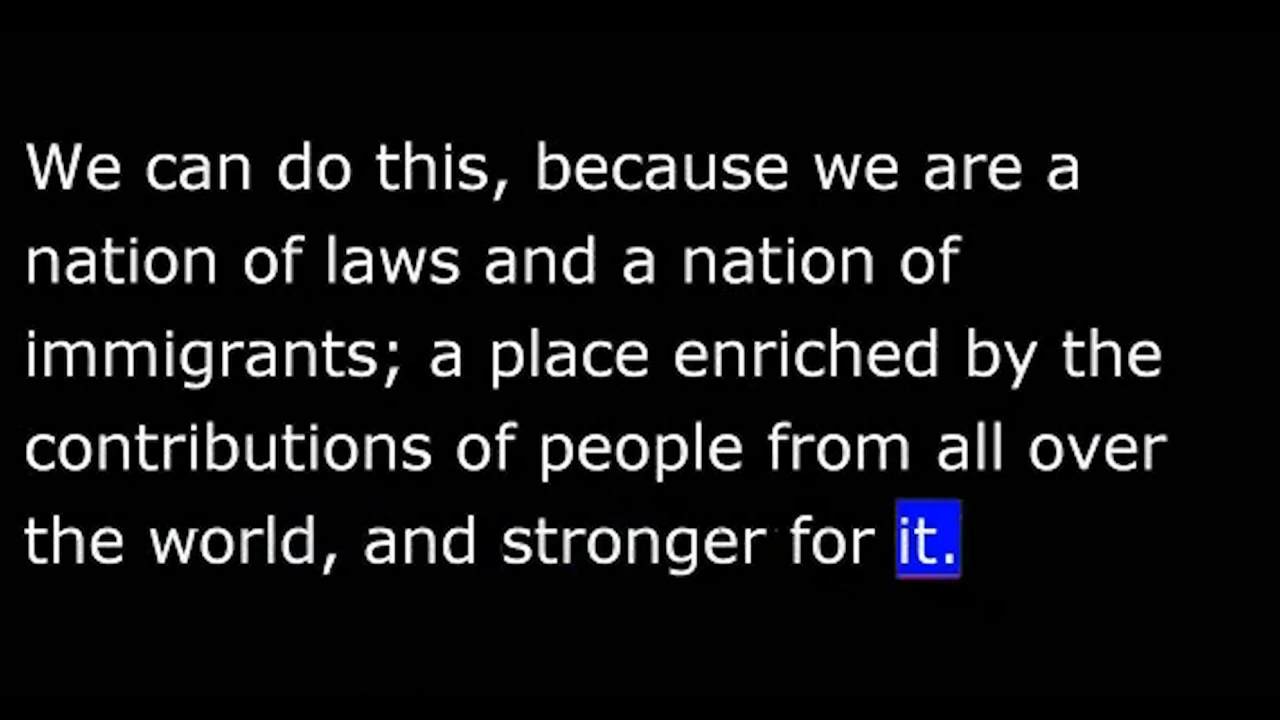 We can do this, because we are a
nation of laws and a nation of
immigrants; a place enriched by the
contributions of people from all over
the world, and stronger for it.